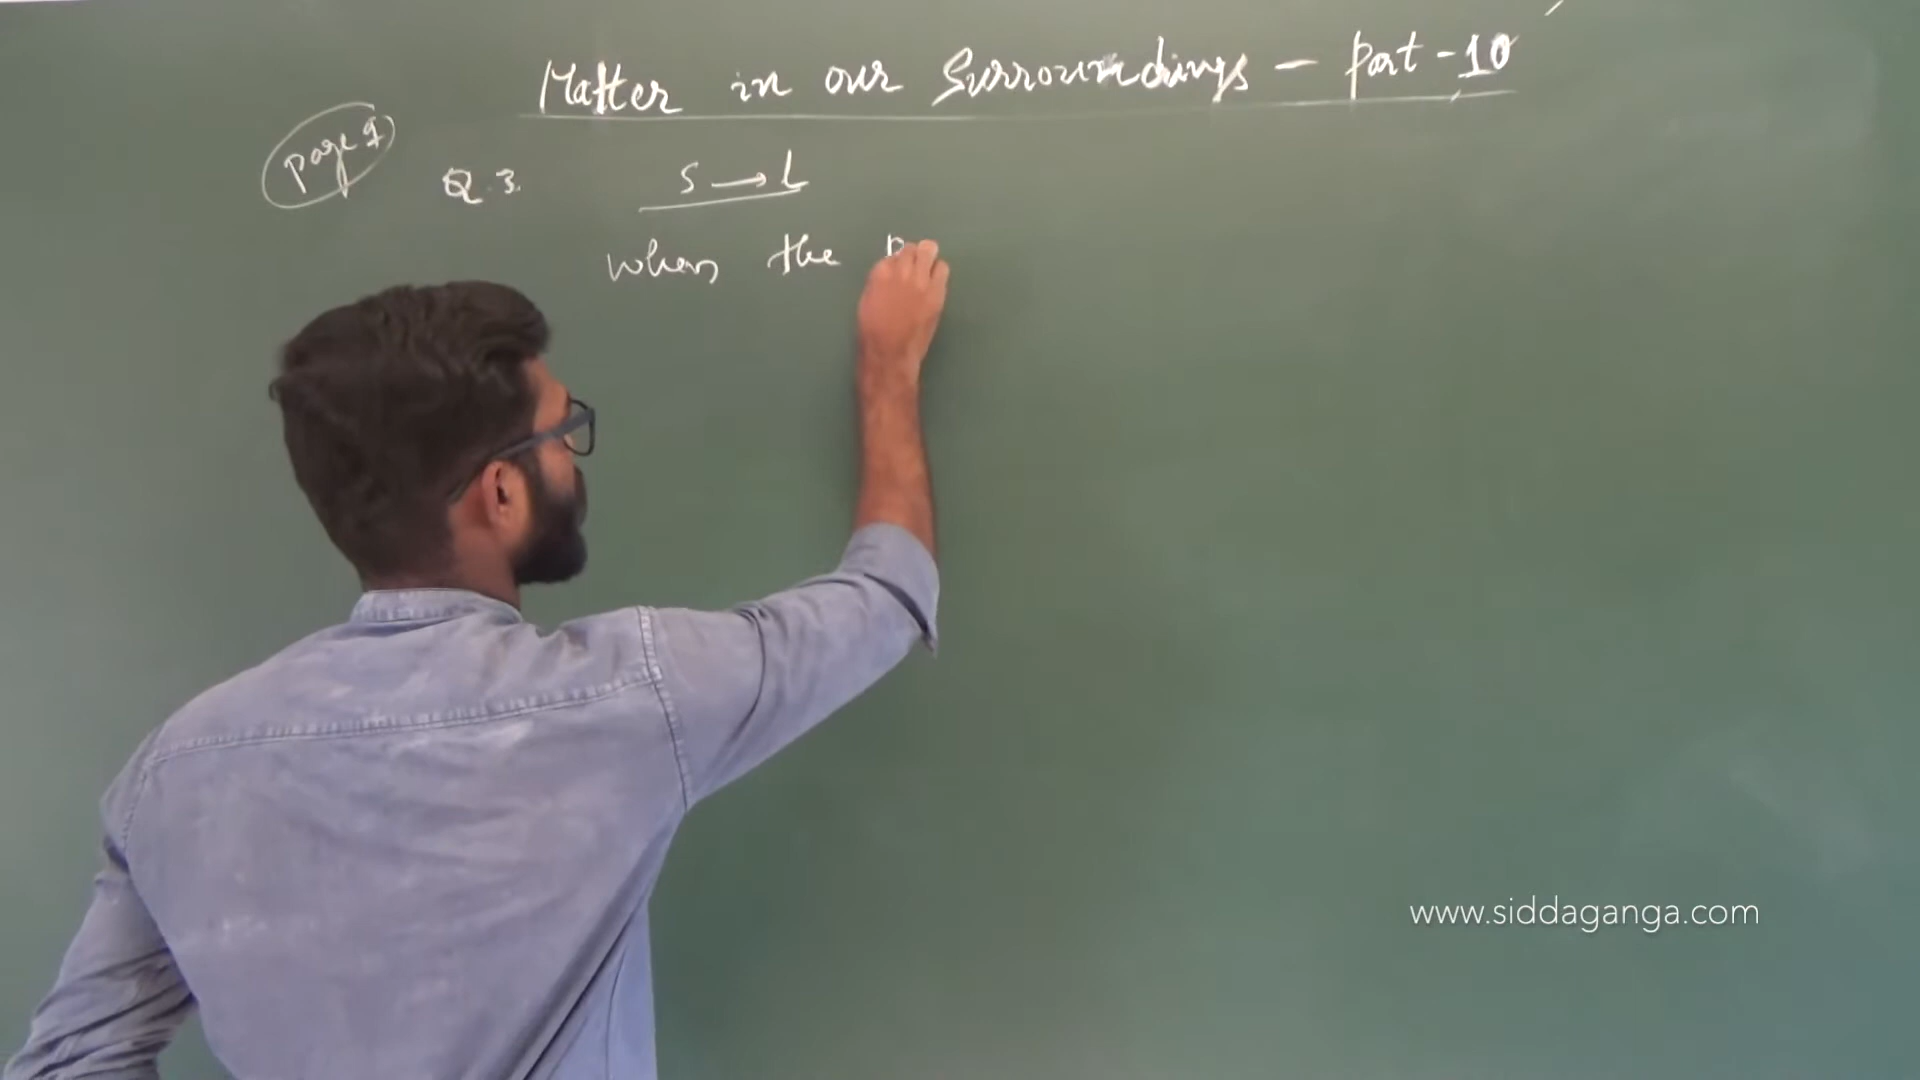 Matter in our Surroundings - Part-10
Page 9
Q.3. S → L
when the
www.siddaganga.com